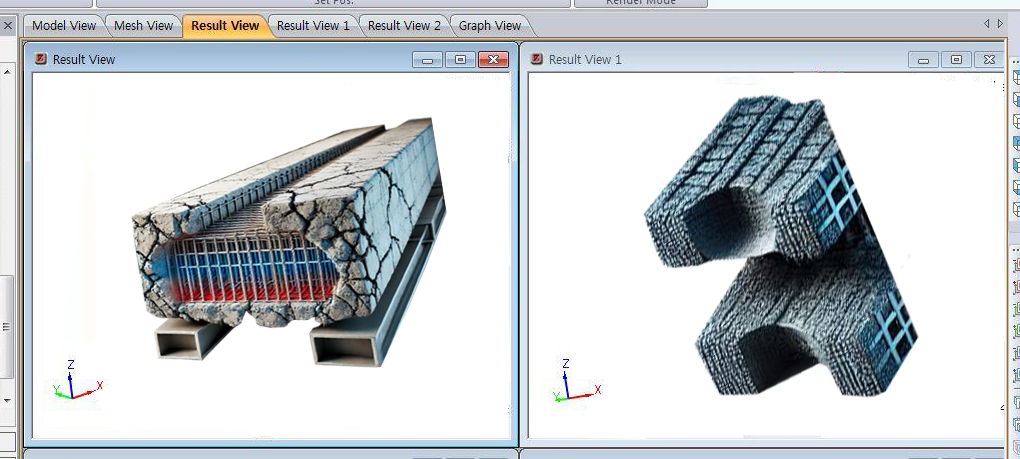 Set Pos.
Render Mode
Model View
Mesh View
Result View
Result View 1
Result View 2
Graph View
Result View
Result View 1
Z
Y
X
Z
Y
X